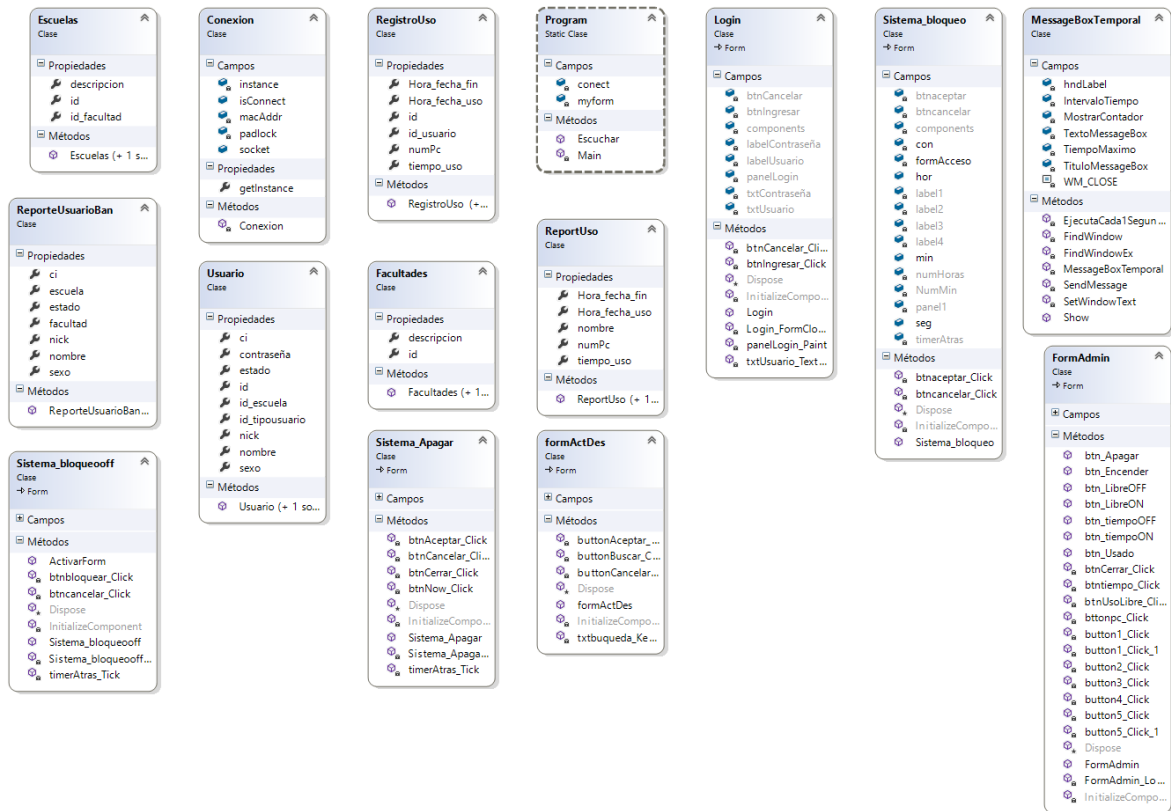 Escuelas
Clase
Propiedades
descripcion
id
id_facultad
Métodos
Escuelas (+ 1 s...
ReporteUsuarioBan
Clase
Propiedades
ci
escuela
estado
facultad
nick
nombre
sexo
Métodos
ReporteUsuarioBan...
Sistema_bloqueooff
Clase
Form
Campos
Métodos
ActivarForm
btnbloquear_Click
btncancelar_Click
Dispose
InitializeComponent
Sistema_bloqueooff
Sistema_bloqueooff...
timerAtras_Tick
Conexion
Clase
Campos
instance
isConnect
macAddr
padlock
socket
Propiedades
getInstance
Métodos
Conexion
Usuario
Clase
Propiedades
ci
contraseña
estado
id
id_escuela
id_tipousuario
nick
nombre
sexo
Métodos
Usuario (+ 1 so...
RegistroUso
Clase
Propiedades
Hora_fecha_fin
Hora_fecha_uso
id
id_usuario
numPc
tiempo_uso
Métodos
RegistroUso (+...
Facultades
Clase
Propiedades
descripcion
id
Métodos
Facultades (+ 1...
Sistema_Apagar
Clase
Form
Campos
Métodos
btnAceptar_Click
btnCancelar_Cli...
btnCerrar_Click
btnNow_Click
Dispose
InitializeCompo...
Sistema_Apagar
Sistema_Apaga...
timerAtras_Tick
Program
Static Clase
Campos
conect
myform
Métodos
Escuchar
Main
ReportUso
Clase
Propiedades
Hora_fecha_fin
Hora_fecha_uso
nombre
numPc
tiempo_uso
Métodos
ReportUso (+ 1...
formActDes
Clase
Form
Campos
Métodos
buttonAceptar_...
buttonBuscar_C...
buttonCancelar...
Dispose
formActDes
InitializeCompo...
txtbuqueda_Ke...
Login
Clase
Form
Campos
btnCancelar
btnIngresar
components
labelContraseña
labelUsuario
panelLogin
txtContraseña
txtUsuario
Métodos
btnCancelar_Cli...
btnIngresar_Click
Dispose
InitializeCompo...
Login
Login_FormClo...
panelLogin_Paint
txtUsuario_Text...
Sistema_bloqueo
Clase
Form
Campos
btnaceptar
btncancelar
components
con
formAcceso
hor
label1
label2
label3
label4
min
numHoras
NumMin
panel1
seg
timerAtras
Métodos
btnaceptar_Click
btncancelar_Click
Dispose
InitializeCompo...
Sistema_bloqueo
MessageBoxTemporal
Clase
Campos
hndLabel
IntervaloTiempo
MostrarContador
TextoMessageBox
TiempoMaximo
TituloMessageBox
WM_CLOSE
Métodos
EjecutaCada1Segun...
FindWindow
FindWindowEx
MessageBoxTemporal
SendMessage
SetWindowText
Show
FormAdmin
Clase
Form
Campos
Métodos
btn_Apagar
btn_Encender
btn_LibreOFF
btn_LibreON
btn_tiempoOFF
btn_tiempoON
btn_Usado
btnCerrar_Click
btntiempo_Click
btnUsoLibre_Cli...
bttonpc_Click
button1_Click
button1_Click_1
button2_Click
button3_Click
button4_Click
button5_Click
button5_Click_1
Dispose
FormAdmin
FormAdmin_Lo...
InitializeCompo...